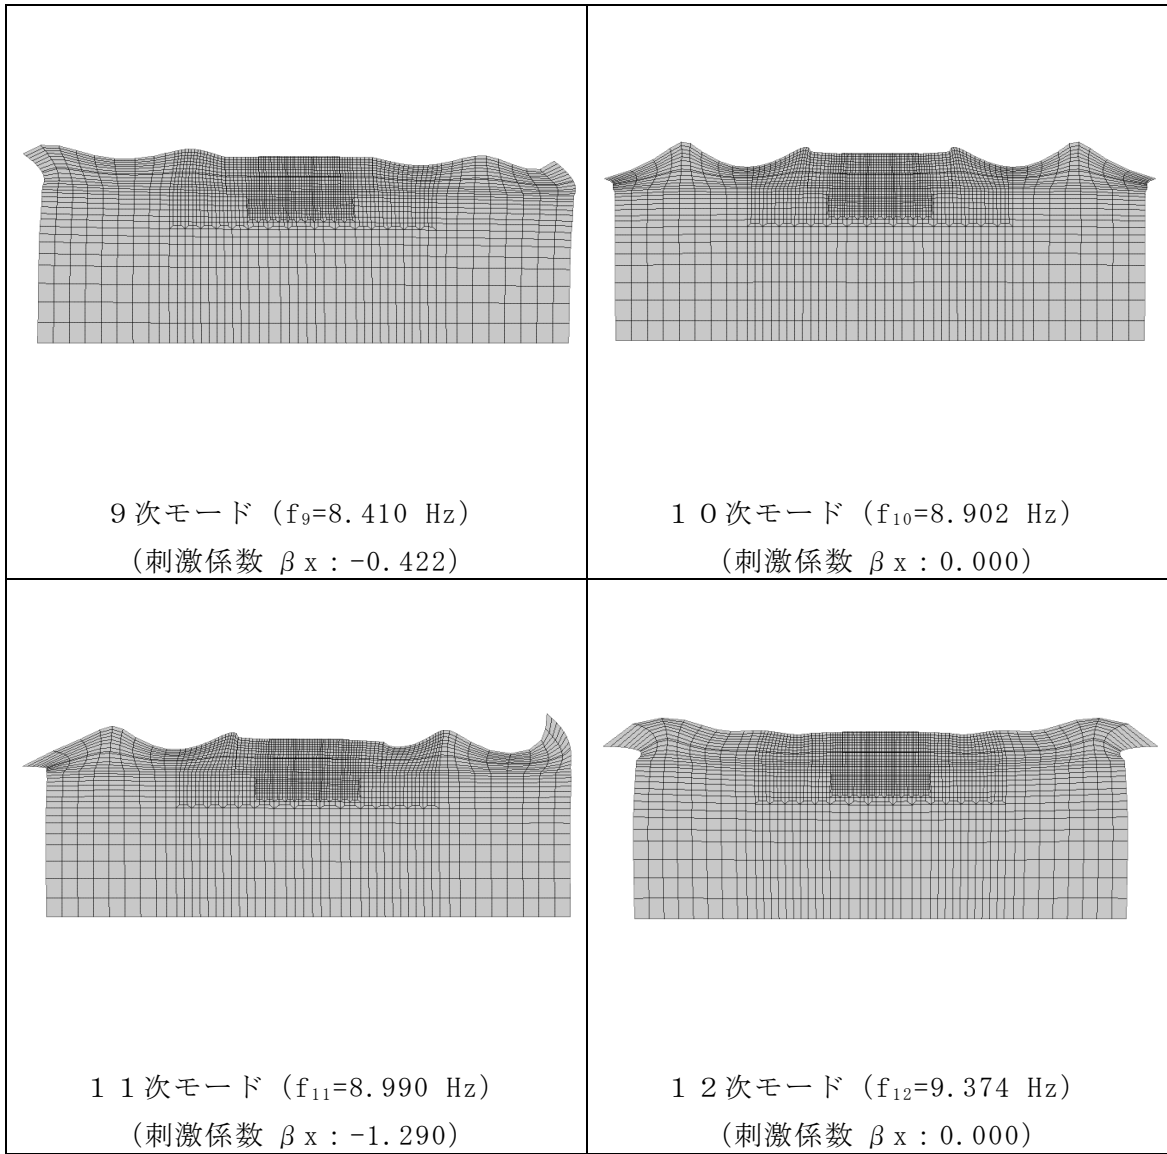 9次モード (f₉=8.410 Hz)
(刺激係数 βx:-0.422)
10次モード (f₁₀=8.902 Hz)
(刺激係数 βx:0.000)
11次モード (f₁₁=8.990 Hz)
(刺激係数 βx:-1.290)
12次モード (f₁₂=9.374 Hz)
(刺激係数 βx:0.000)